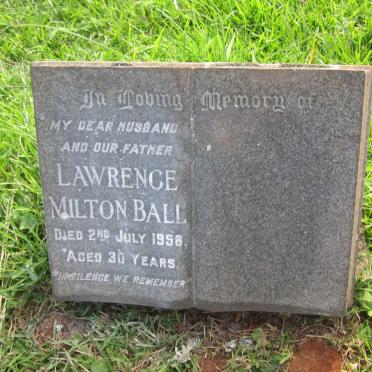 In Loving Memory of
MY DEAR HUSBAND
AND OUR FATHER
LAWRENCE
MILTON BALL
DIED 2ND JULY 1958.
AGED 30 YEARS.
"IN SILENCE WE REMEMBER"